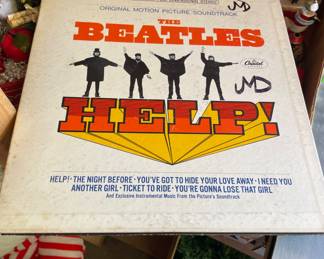 ORIGINAL MOTION PICTURE SOUNDTRACK
JMD
THE
BEATLES
Capitol
JMD
HELP!
HELP! · THE NIGHT BEFORE · YOU'VE GOT TO HIDE YOUR LOVE AWAY · I NEED YOU
ANOTHER GIRL · TICKET TO RIDE · YOU'RE GONNA LOSE THAT GIRL
And Exclusive Instrumental Music From the Picture's Soundtrack